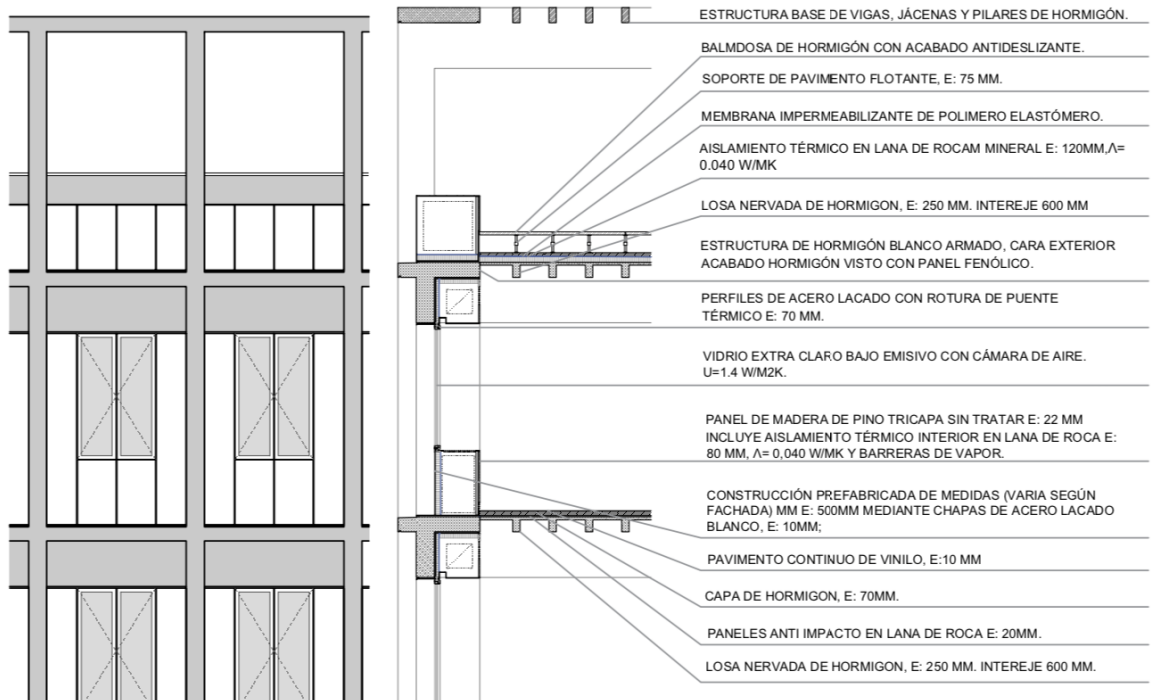 ESTRUCTURA BASE DE VIGAS, JÁCENAS Y PILARES DE HORMIGÓN.
BALMDOSA DE HORMIGÓN CON ACABADO ANTIDESLIZANTE.
SOPORTE DE PAVIMENTO FLOTANTE, E: 75 MM.
MEMBRANA IMPERMEABILIZANTE DE POLIMERO ELASTÓMERO.
AISLAMIENTO TÉRMICO EN LANA DE ROCAM MINERAL E: 120MM,Λ=
0.040 W/MK
LOSA NERVADA DE HORMIGON, E: 250 MM. INTEREJE 600 MM
ESTRUCTURA DE HORMIGÓN BLANCO ARMADO, CARA EXTERIOR
ACABADO HORMIGÓN VISTO CON PANEL FENÓLICO.
PERFILES DE ACERO LACADO CON ROTURA DE PUENTE
TÉRMICO E: 70 MM.
VIDRIO EXTRA CLARO BAJO EMISIVO CON CÁMARA DE AIRE.
U=1.4 W/M2K.
PANEL DE MADERA DE PINO TRICAPA SIN TRATAR E: 22 MM
INCLUYE AISLAMIENTO TÉRMICO INTERIOR EN LANA DE ROCA E:
80 MM, Λ= 0,040 W/MK Y BARRERAS DE VAPOR.
CONSTRUCCIÓN PREFABRICADA DE MEDIDAS (VARIA SEGÚN
FACHADA) MM E: 500MM MEDIANTE CHAPAS DE ACERO LACADO
BLANCO, E: 10MM;
PAVIMENTO CONTINUO DE VINILO, E:10 MM
CAPA DE HORMIGON, E: 70MM.
PANELES ANTI IMPACTO EN LANA DE ROCA E: 20MM.
LOSA NERVADA DE HORMIGON, E: 250 MM. INTEREJE 600 MM.